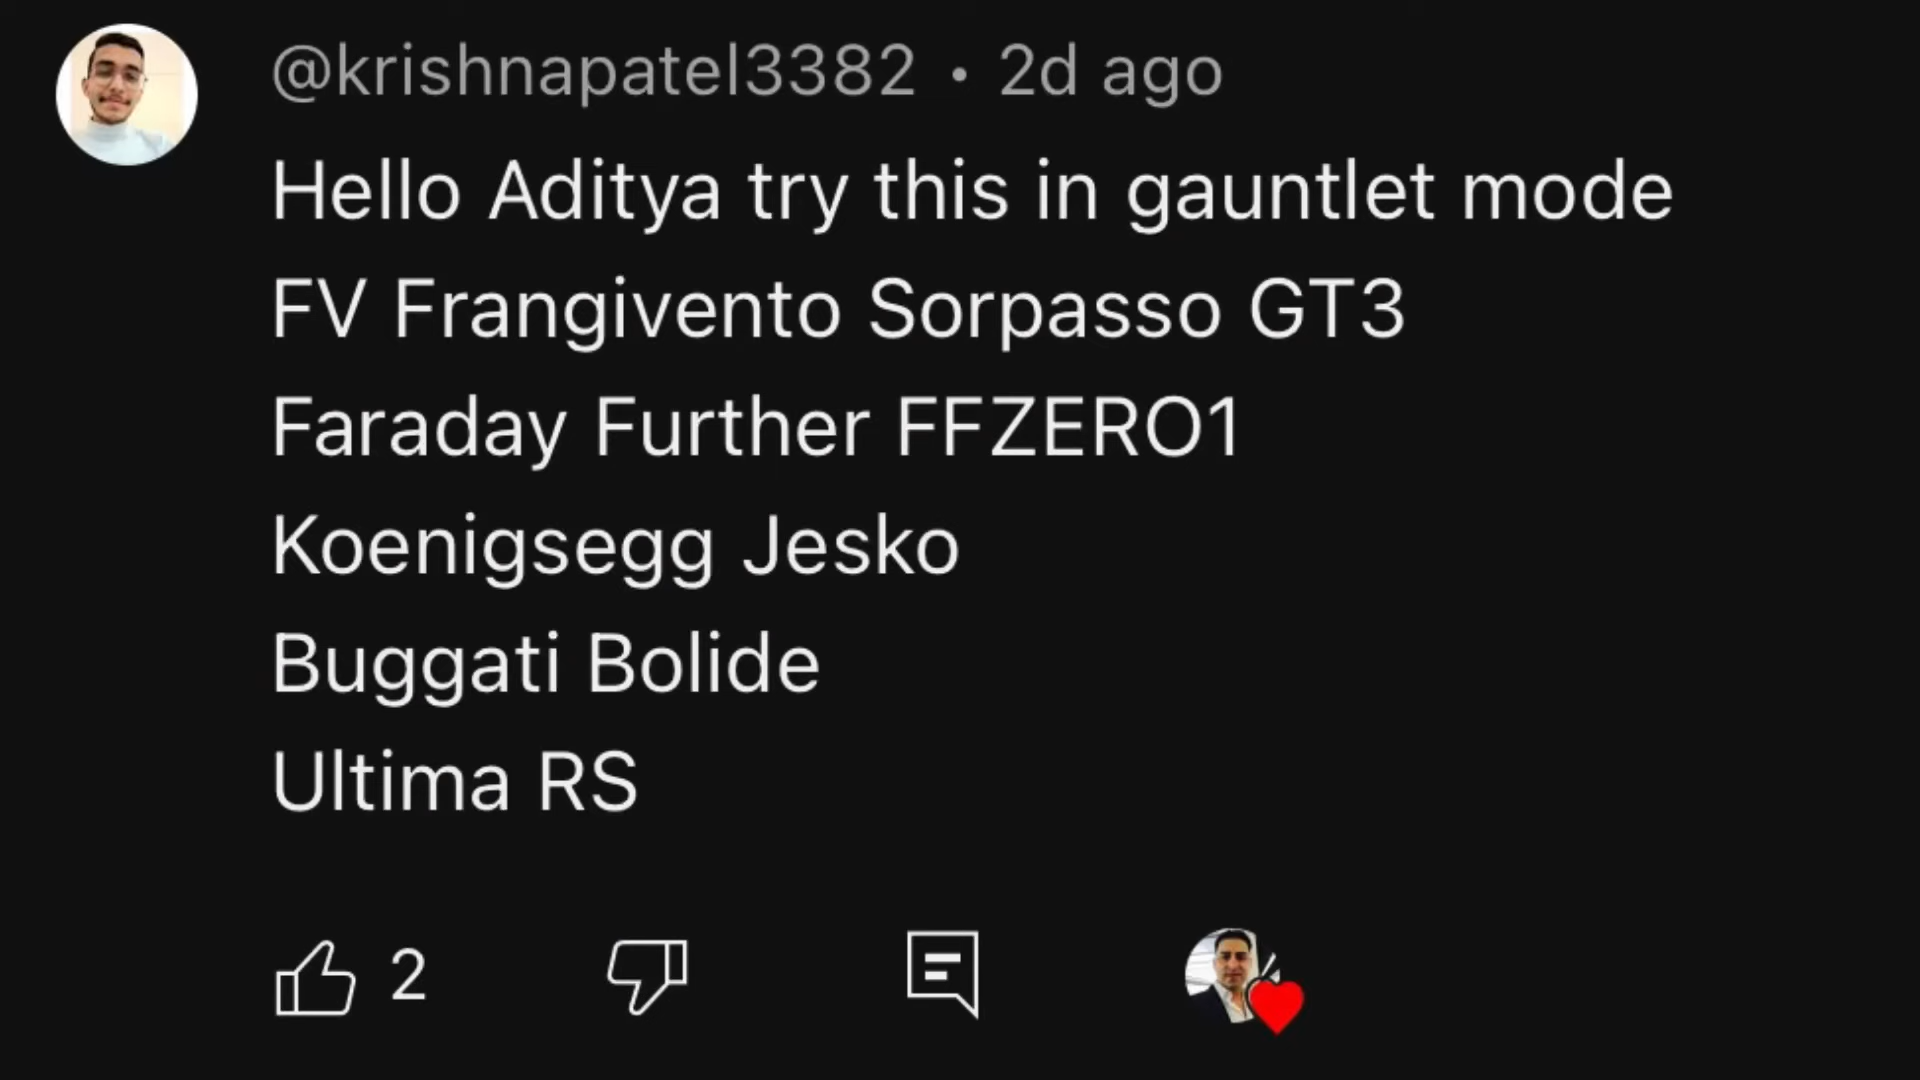 @krishnapatel3382 • 2d ago
Hello Aditya try this in gauntlet mode
FV Frangivento Sorpasso GT3
Faraday Further FFZERO1
Koenigsegg Jesko
Buggati Bolide
Ultima RS
2